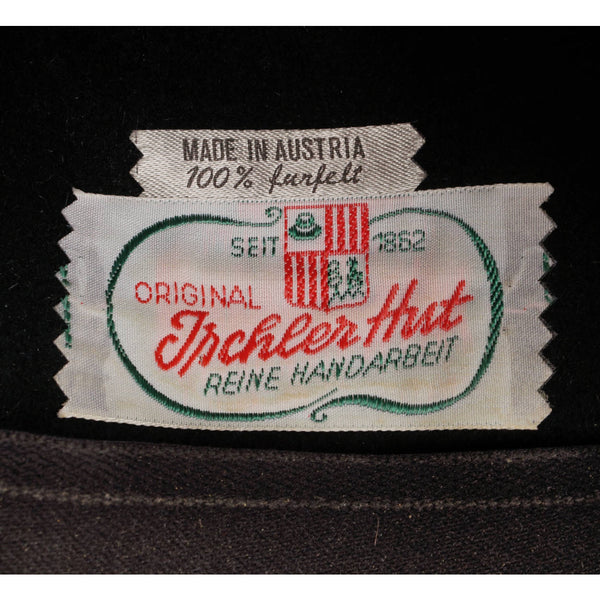 MADE IN AUSTRIA
100% furfelt
SEIT 1862
ORIGINAL
Ischler Hut
REINE HANDARBEIT